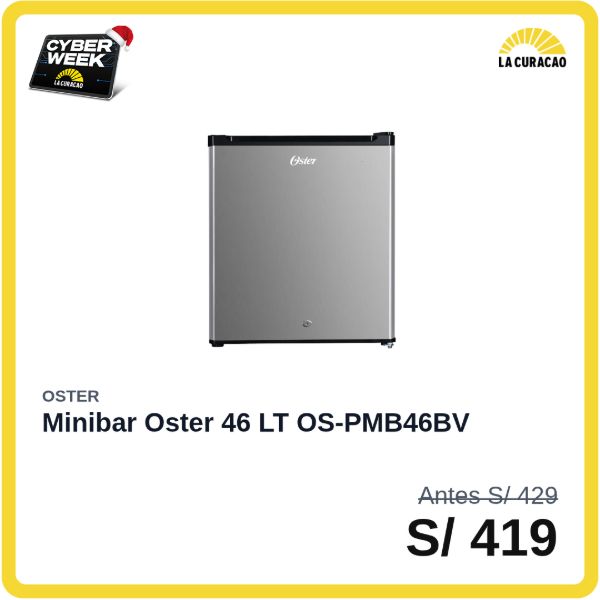 CYBER
WEEK
LA CURACAO
LA CURACAO
Oster
OSTER
Minibar Oster 46 LT OS-PMB46BV
Antes S/ 429
S/ 419